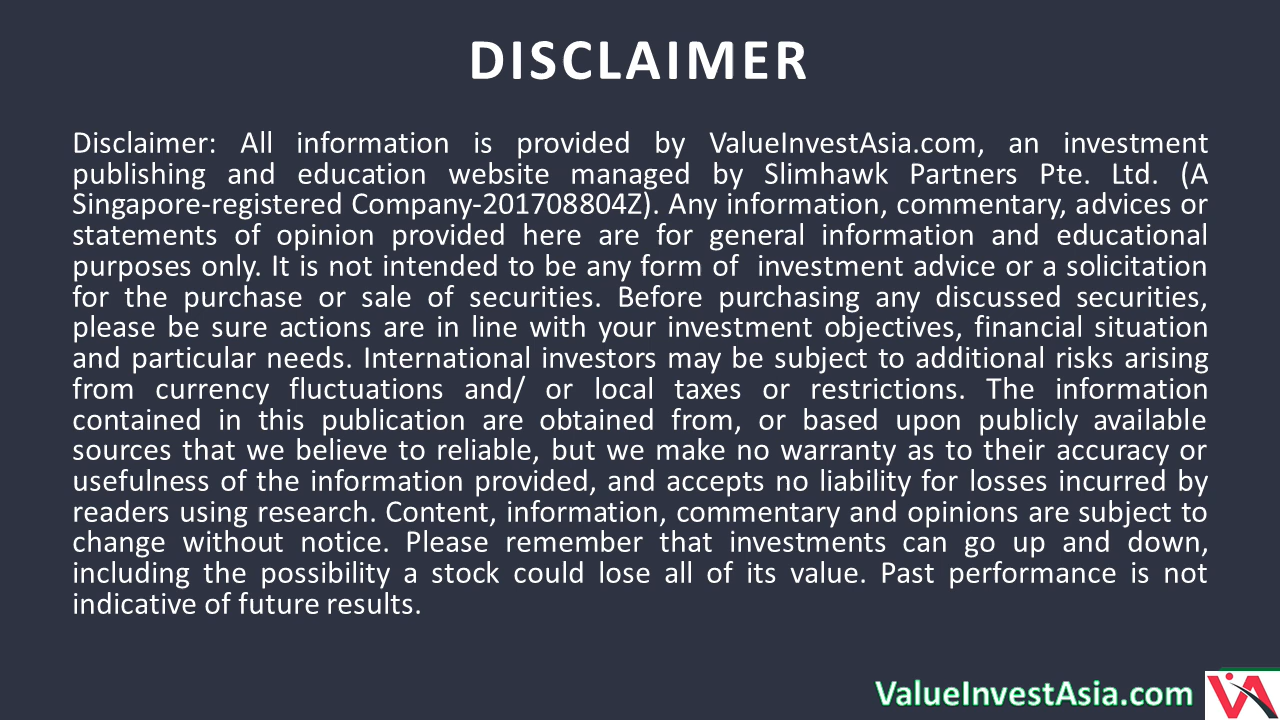 DISCLAIMER
Disclaimer: All information is provided by ValueInvestAsia.com, an investment
publishing and education website managed by Slimhawk Partners Pte. Ltd. (A
Singapore-registered Company-201708804Z). Any information, commentary, advices or
statements of opinion provided here are for general information and educational
purposes only. It is not intended to be any form of  investment advice or a solicitation
for the purchase or sale of securities. Before purchasing any discussed securities,
please be sure actions are in line with your investment objectives, financial situation
and particular needs. International investors may be subject to additional risks arising
from currency fluctuations and/ or local taxes or restrictions. The information
contained in this publication are obtained from, or based upon publicly available
sources that we believe to reliable, but we make no warranty as to their accuracy or
usefulness of the information provided, and accepts no liability for losses incurred by
readers using research. Content, information, commentary and opinions are subject to
change without notice. Please remember that investments can go up and down,
including the possibility a stock could lose all of its value. Past performance is not
indicative of future results.
ValueInvestAsia.com
VIA